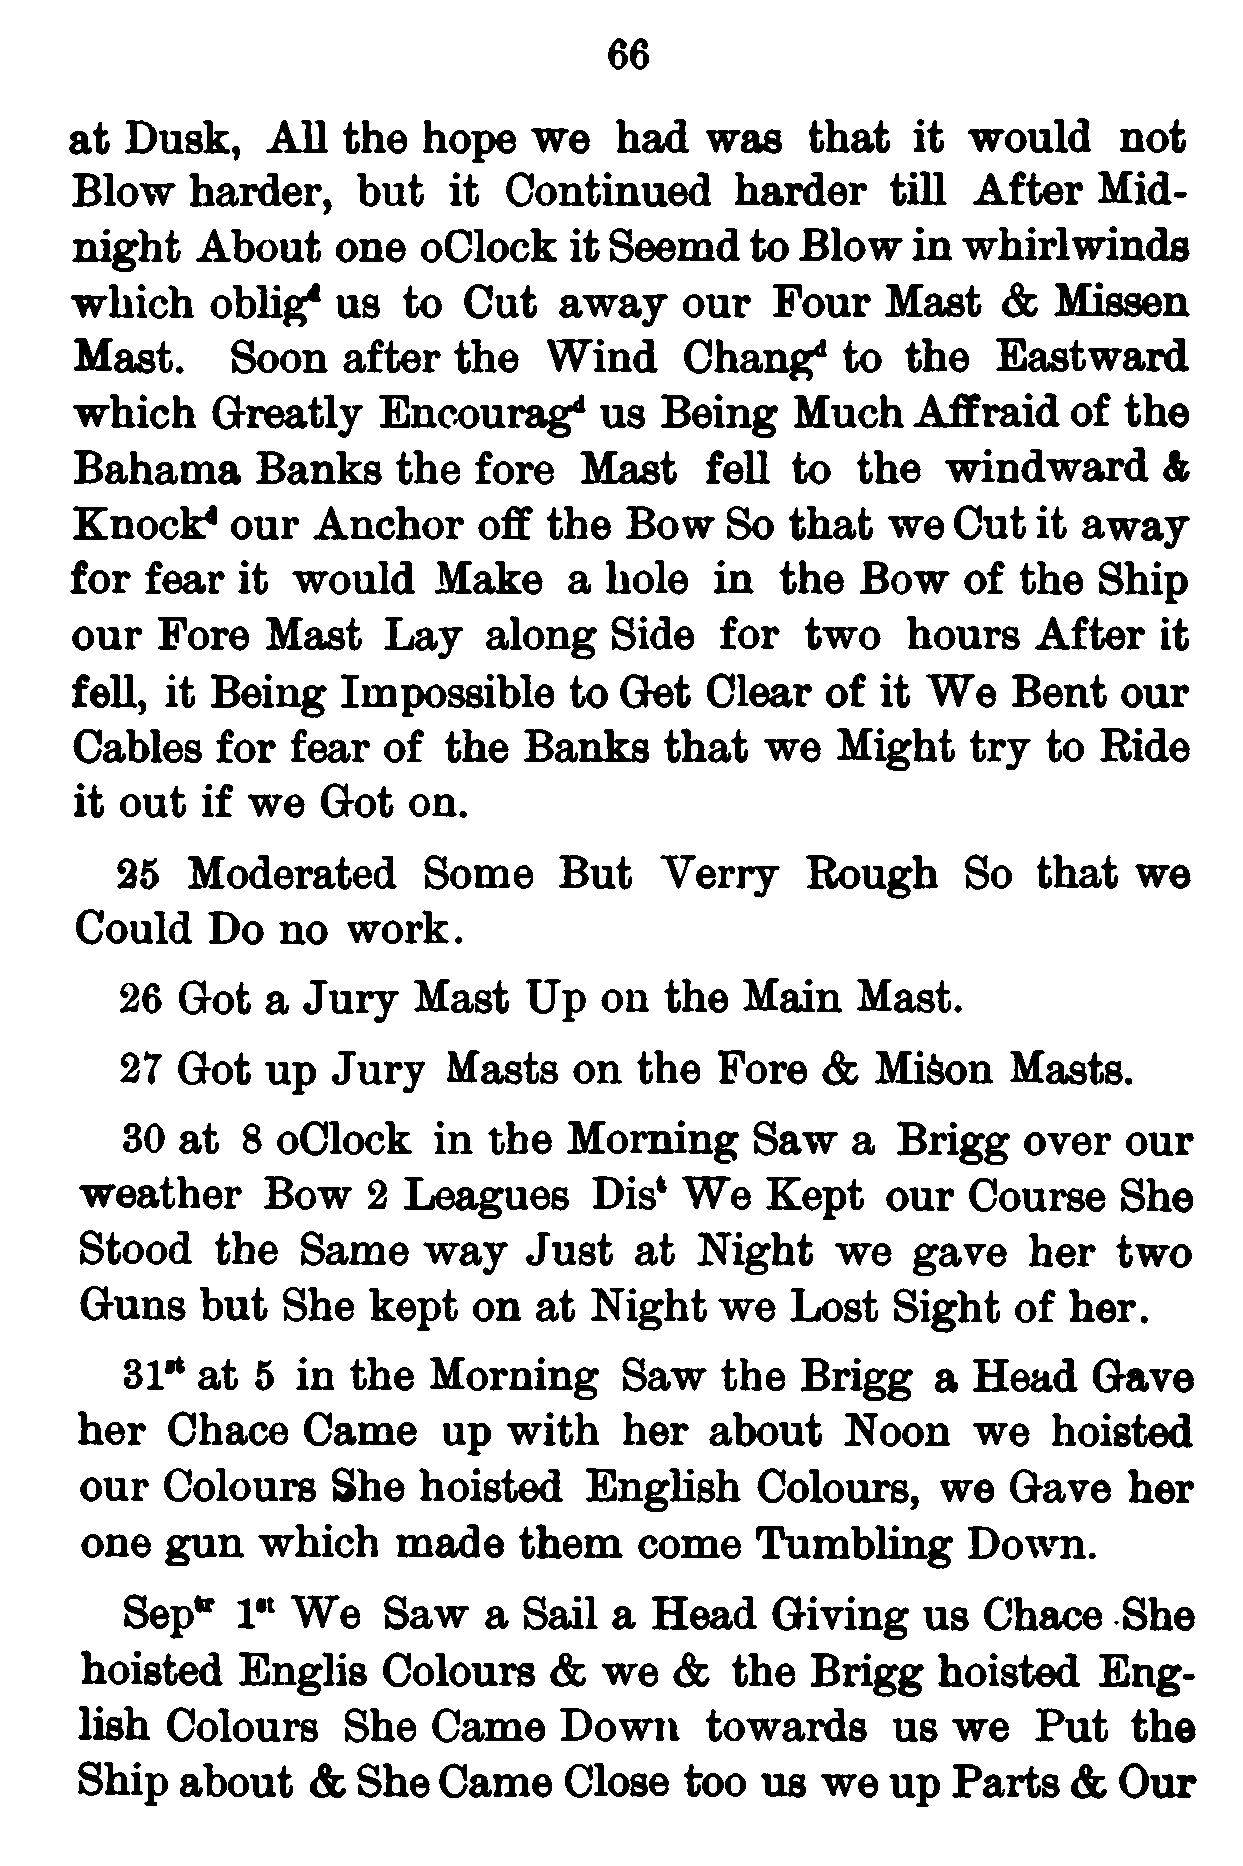 66
at Dusk, All the hope we had was that it would not
Blow harder, but it Continued harder till After Mid-
night About one oClock it Seemd to Blow in whirlwinds
which obligᵈ us to Cut away our Four Mast & Missen
Mast. Soon after the Wind Changᵈ to the Eastward
which Greatly Encouragᵈ us Being Much Affraid of the
Bahama Banks the fore Mast fell to the windward &
Knockᵈ our Anchor off the Bow So that we Cut it away
for fear it would Make a hole in the Bow of the Ship
our Fore Mast Lay along Side for two hours After it
fell, it Being Impossible to Get Clear of it We Bent our
Cables for fear of the Banks that we Might try to Ride
it out if we Got on.
25 Moderated Some But Verry Rough So that we
Could Do no work.
26 Got a Jury Mast Up on the Main Mast.
27 Got up Jury Masts on the Fore & Mison Masts.
30 at 8 oClock in the Morning Saw a Brigg over our
weather Bow 2 Leagues Disᵗ We Kept our Course She
Stood the Same way Just at Night we gave her two
Guns but She kept on at Night we Lost Sight of her.
31ˢᵗ at 5 in the Morning Saw the Brigg a Head Gave
her Chace Came up with her about Noon we hoisted
our Colours She hoisted English Colours, we Gave her
one gun which made them come Tumbling Down.
Sepᵗʳ 1ˢᵗ We Saw a Sail a Head Giving us Chace She
hoisted Englis Colours & we & the Brigg hoisted Eng-
lish Colours She Came Down towards us we Put the
Ship about & She Came Close too us we up Parts & Our